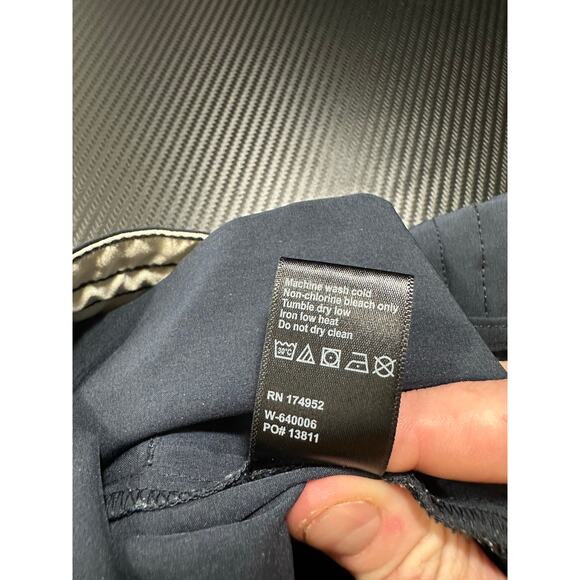 Machine wash cold
Non-chlorine bleach only
Tumble dry low
Iron low heat
Do not dry clean
30°C
RN 174952
W-640006
PO# 13811